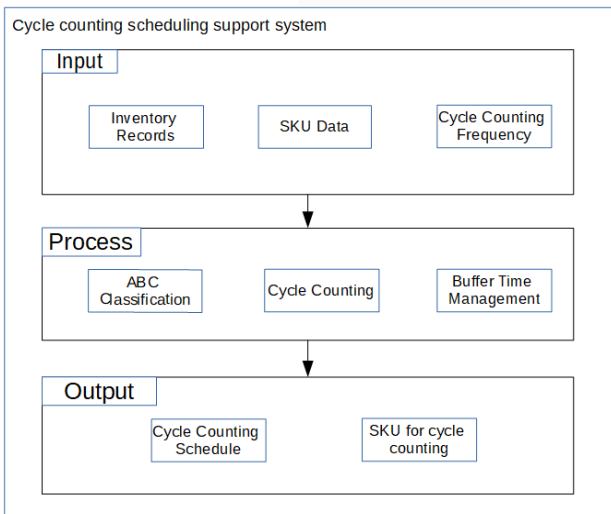 Cycle counting scheduling support system
Input
Inventory
Records
SKU Data
Cycle Counting
Frequency
Process
ABC
Classification
Cycle Counting
Buffer Time
Management
Output
Cycle Counting
Schedule
SKU for cycle
counting